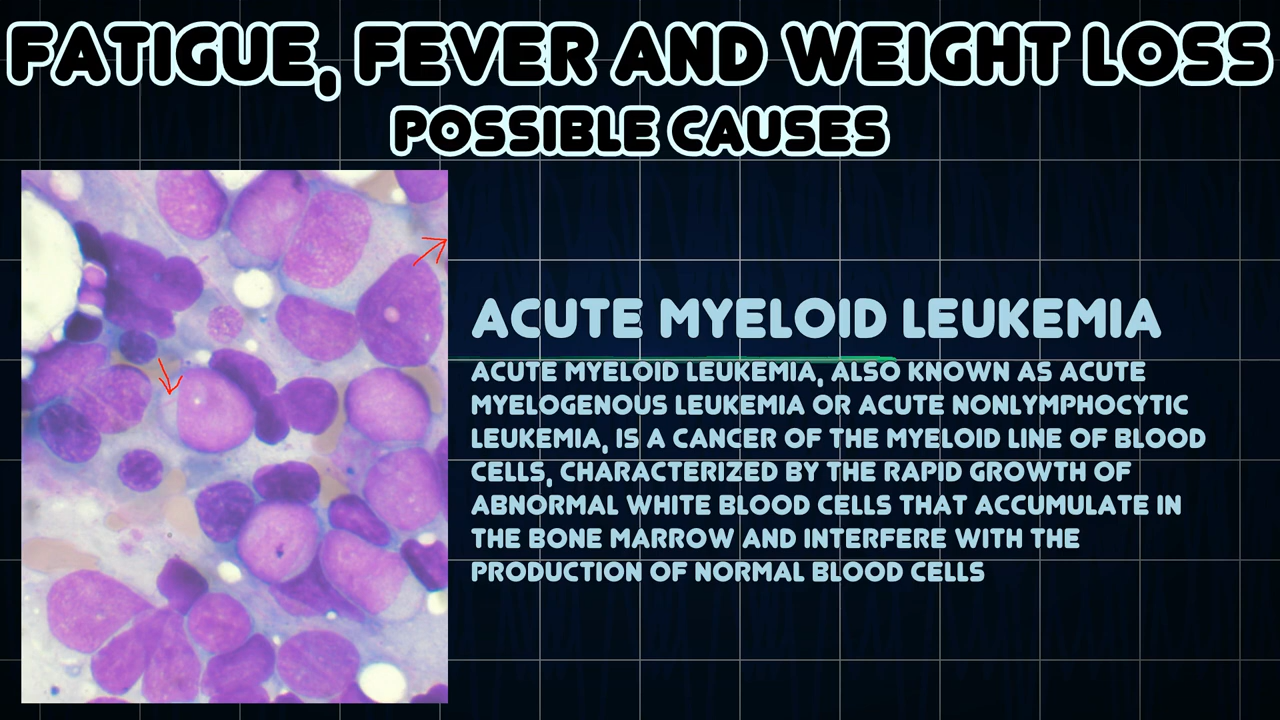 FATIGUE, FEVER AND WEIGHT LOSS
POSSIBLE CAUSES
ACUTE MYELOID LEUKEMIA
ACUTE MYELOID LEUKEMIA, ALSO KNOWN AS ACUTE
MYELOGENOUS LEUKEMIA OR ACUTE NONLYMPHOCYTIC
LEUKEMIA, IS A CANCER OF THE MYELOID LINE OF BLOOD
CELLS, CHARACTERIZED BY THE RAPID GROWTH OF
ABNORMAL WHITE BLOOD CELLS THAT ACCUMULATE IN
THE BONE MARROW AND INTERFERE WITH THE
PRODUCTION OF NORMAL BLOOD CELLS